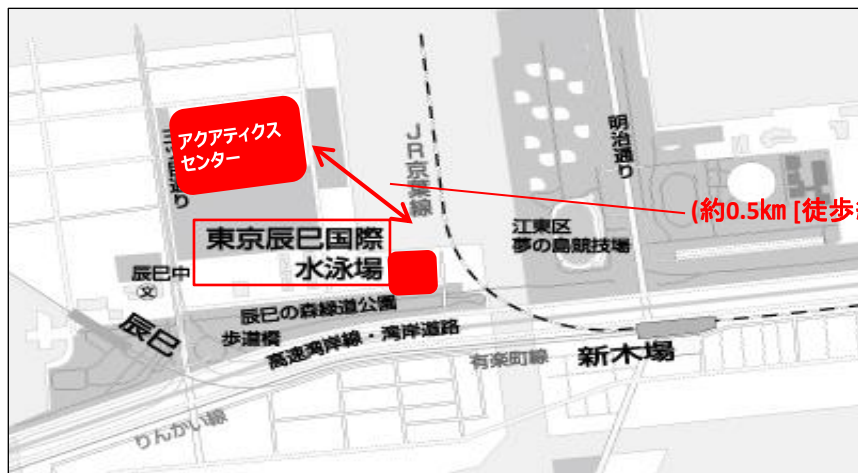 アクアティクス
センター
三ツ目通り
JR京葉線
明治通り
(約0.5㎞ [徒歩
江東区
夢の島競技場
東京辰巳国際
水泳場
辰巳中
文
辰巳の森緑道公園
歩道橋
辰巳
高速湾岸線・湾岸道路
有楽町線
新木場
りんかい線